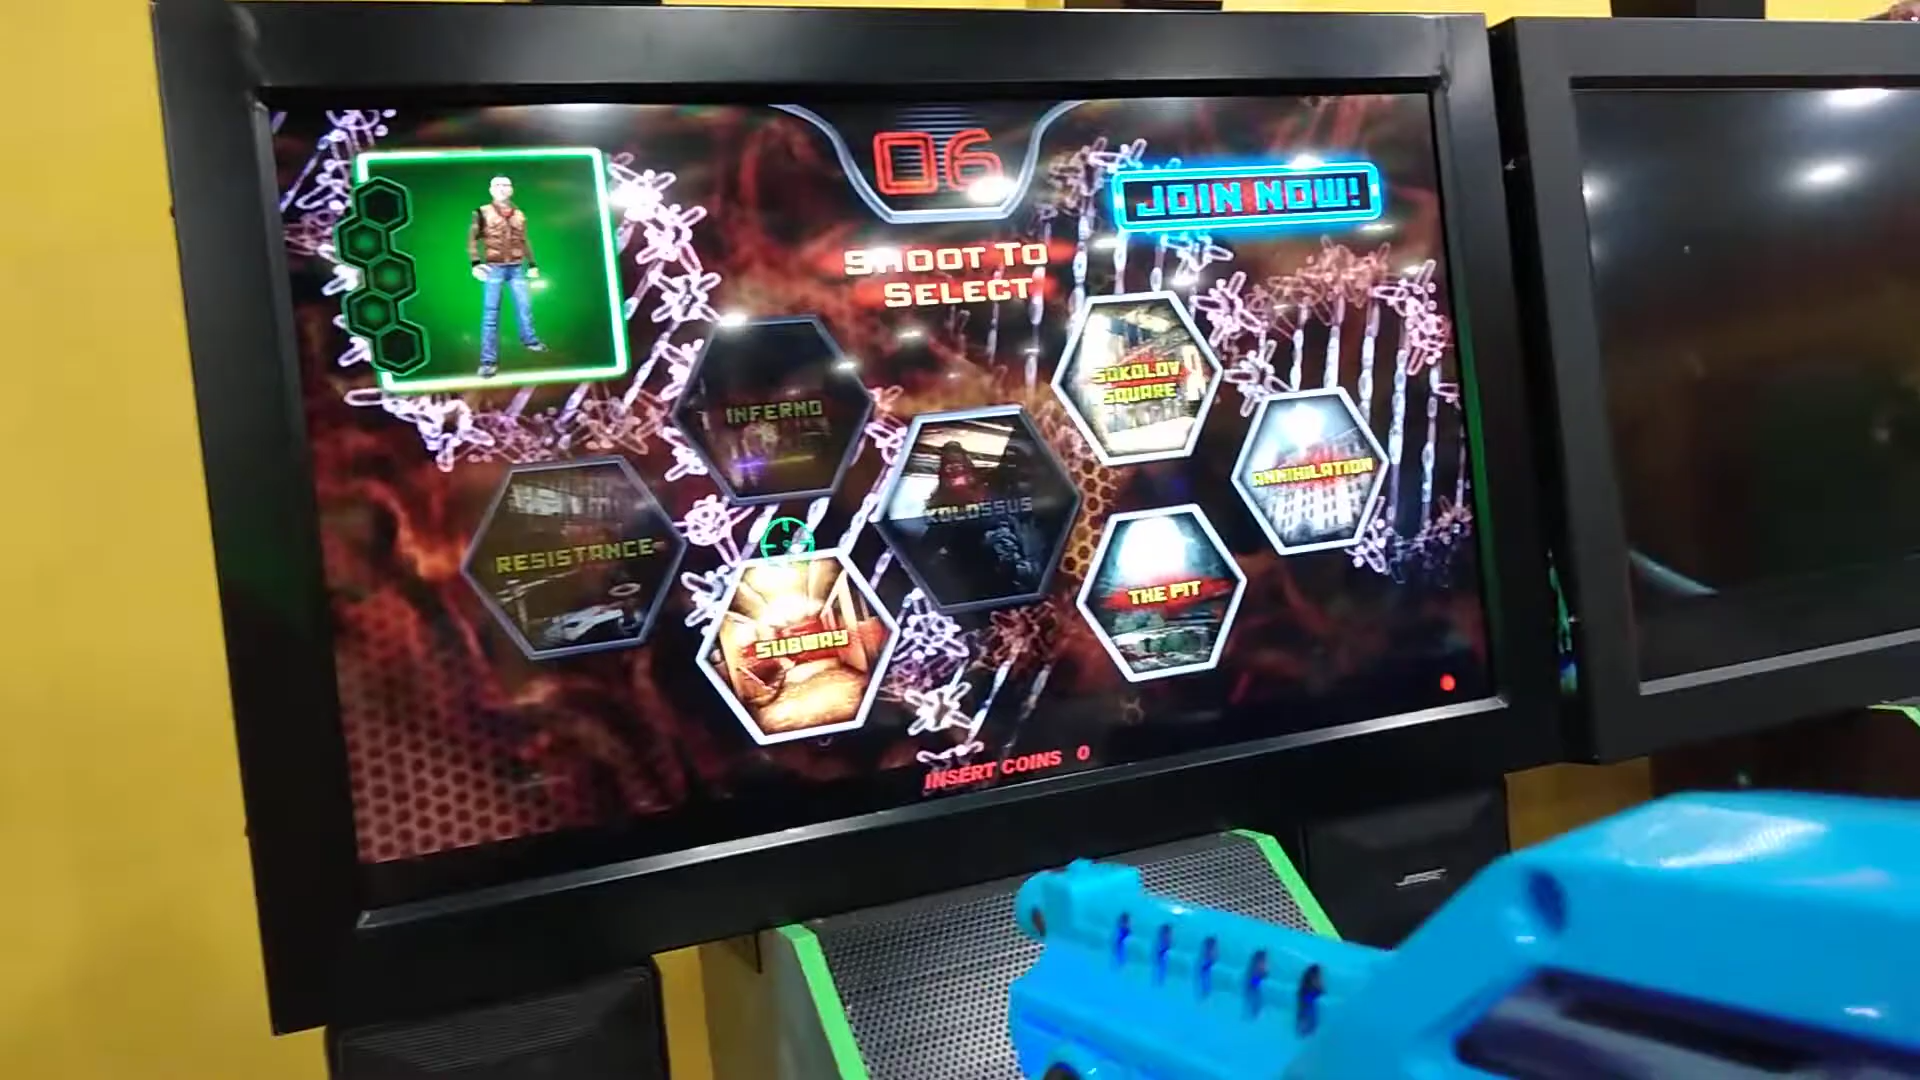 06
JOIN NOW!
SHOOT TO
SELECT
SOKOLOV
SQUARE
INFERNO
ANNIHILATION
KOLOSSUS
RESISTANCE
THE PIT
SUBWAY
INSERT COINS 0